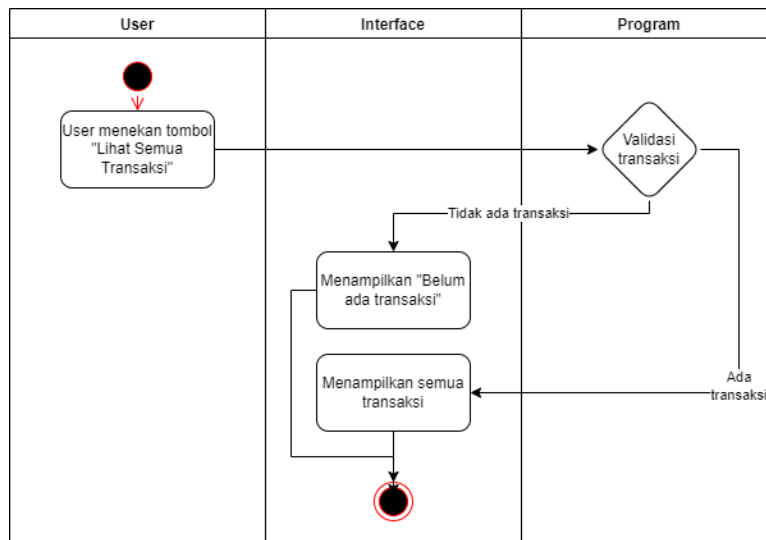 User
Interface
Program
User menekan tombol
"Lihat Semua
Transaksi"
Validasi
transaksi
Tidak ada transaksi
Menampilkan "Belum
ada transaksi"
Ada
transaksi
Menampilkan semua
transaksi